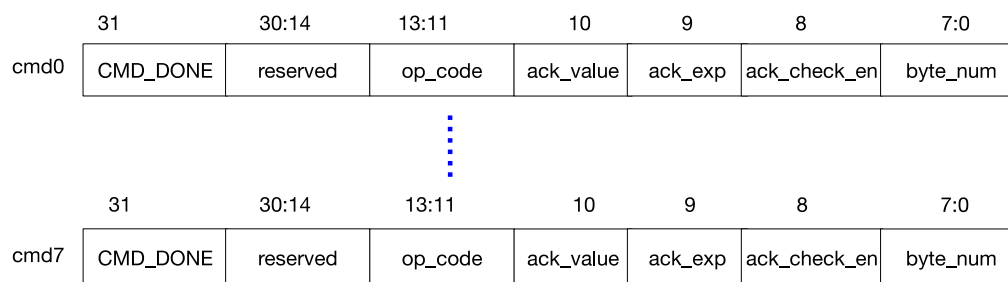 31 30:14 13:11 10 9 8 7:0
cmd0 CMD_DONE reserved op_code ack_value ack_exp ack_check_en byte_num
31 30:14 13:11 10 9 8 7:0
cmd7 CMD_DONE reserved op_code ack_value ack_exp ack_check_en byte_num